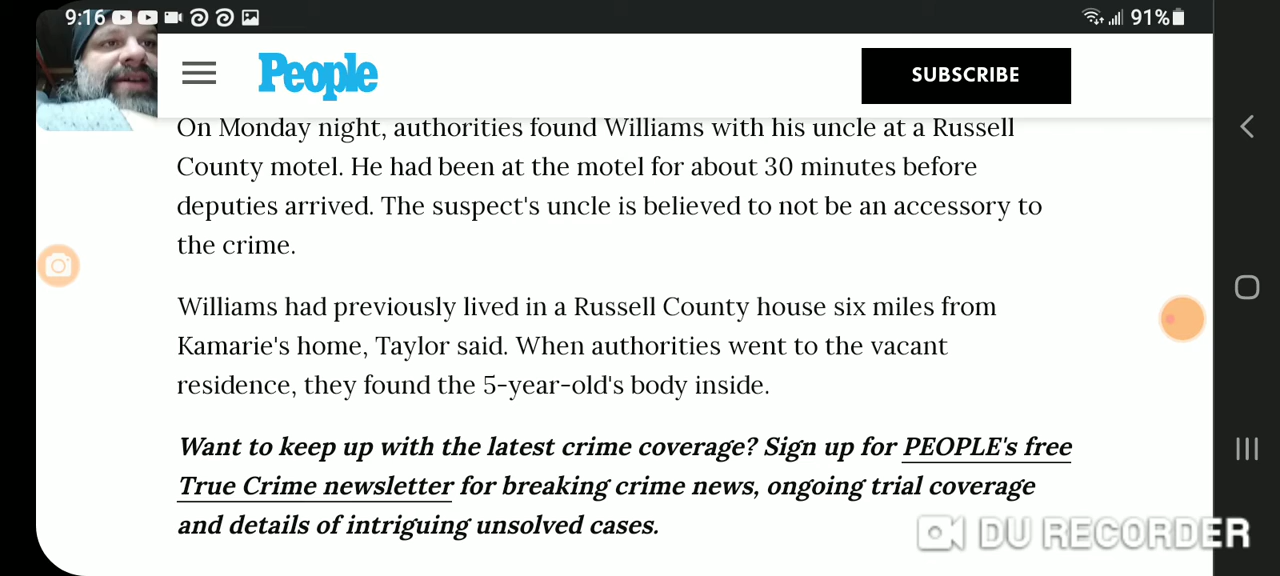 9:16
91%
People
SUBSCRIBE
On Monday night, authorities found Williams with his uncle at a Russell
County motel. He had been at the motel for about 30 minutes before
deputies arrived. The suspect's uncle is believed to not be an accessory to
the crime.
Williams had previously lived in a Russell County house six miles from
Kamarie's home, Taylor said. When authorities went to the vacant
residence, they found the 5-year-old's body inside.
Want to keep up with the latest crime coverage? Sign up for PEOPLE's free
True Crime newsletter for breaking crime news, ongoing trial coverage
and details of intriguing unsolved cases.
DU RECORDER